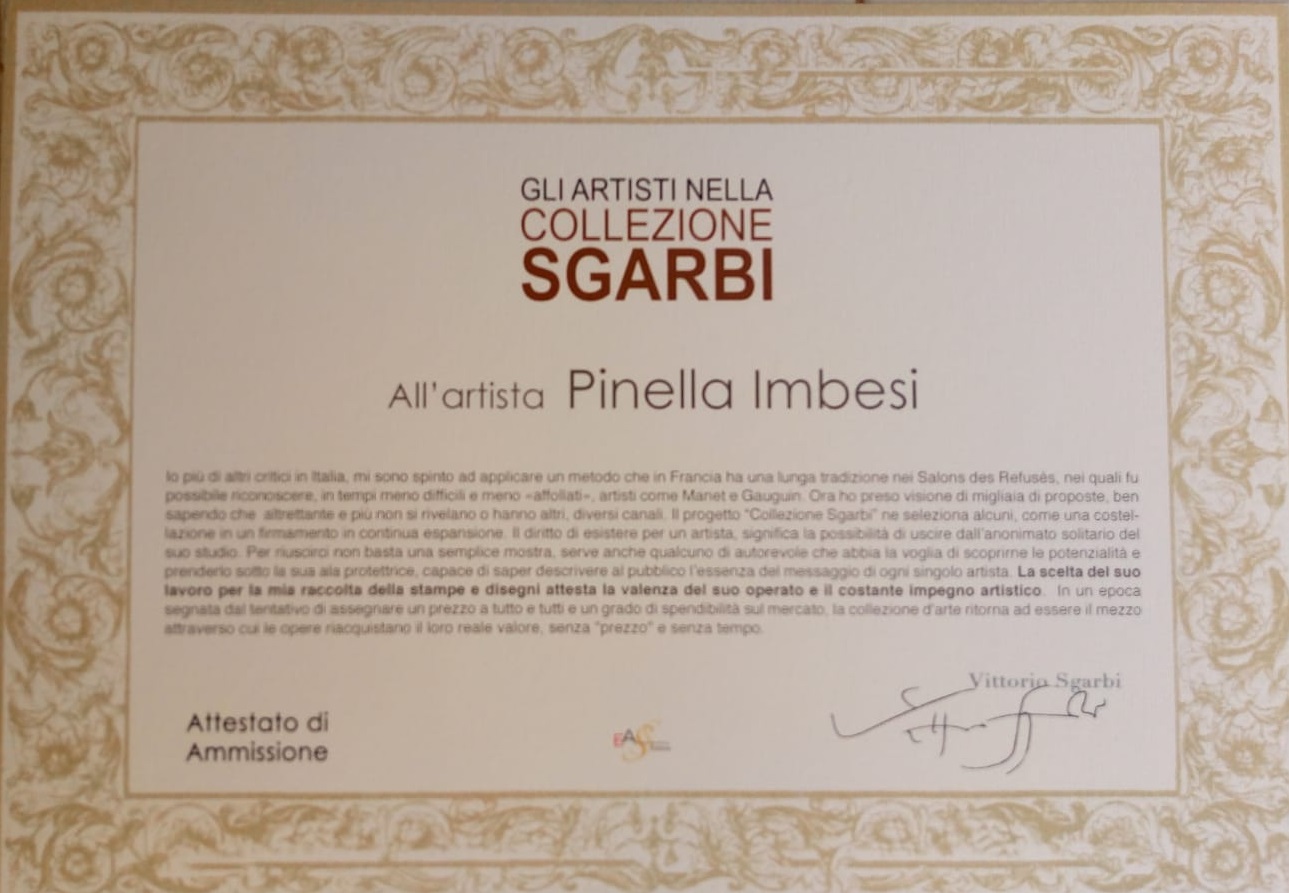 GLI ARTISTI NELLA
COLLEZIONE
SGARBI
All'artista Pinella Imbesi
Io più di altri critici in Italia, mi sono spinto ad applicare un metodo che in Francia ha una lunga tradizione nei Salons des Refusès, nei quali fu
possibile riconoscere, in tempi meno difficili e meno «affollati», artisti come Manet e Gauguin. Ora ho preso visione di migliaia di proposte, ben
sapendo che altrettante e più non si rivelano o hanno altri, diversi canali. Il progetto "Collezione Sgarbi" ne seleziona alcuni, come una costel-
lazione in un firmamento in continua espansione. Il diritto di esistere per un artista, significa la possibilità di uscire dall'anonimato solitario del
suo studio. Per riuscirci non basta una semplice mostra, serve anche qualcuno di autorevole che abbia la voglia di scoprirne le potenzialità e
prenderlo sotto la sua ala protettrice, capace di saper descrivere al pubblico l'essenza del messaggio di ogni singolo artista. La scelta del suo
lavoro per la mia raccolta della stampe e disegni attesta la valenza del suo operato e il costante impegno artistico. In un epoca
segnata dal tentativo di assegnare un prezzo a tutto e tutti e un grado di spendibilità sul mercato, la collezione d'arte ritorna ad essere il mezzo
attraverso cui le opere riacquistano il loro reale valore, senza "prezzo" e senza tempo.
Vittorio Sgarbi
Attestato di
Ammissione
EAS